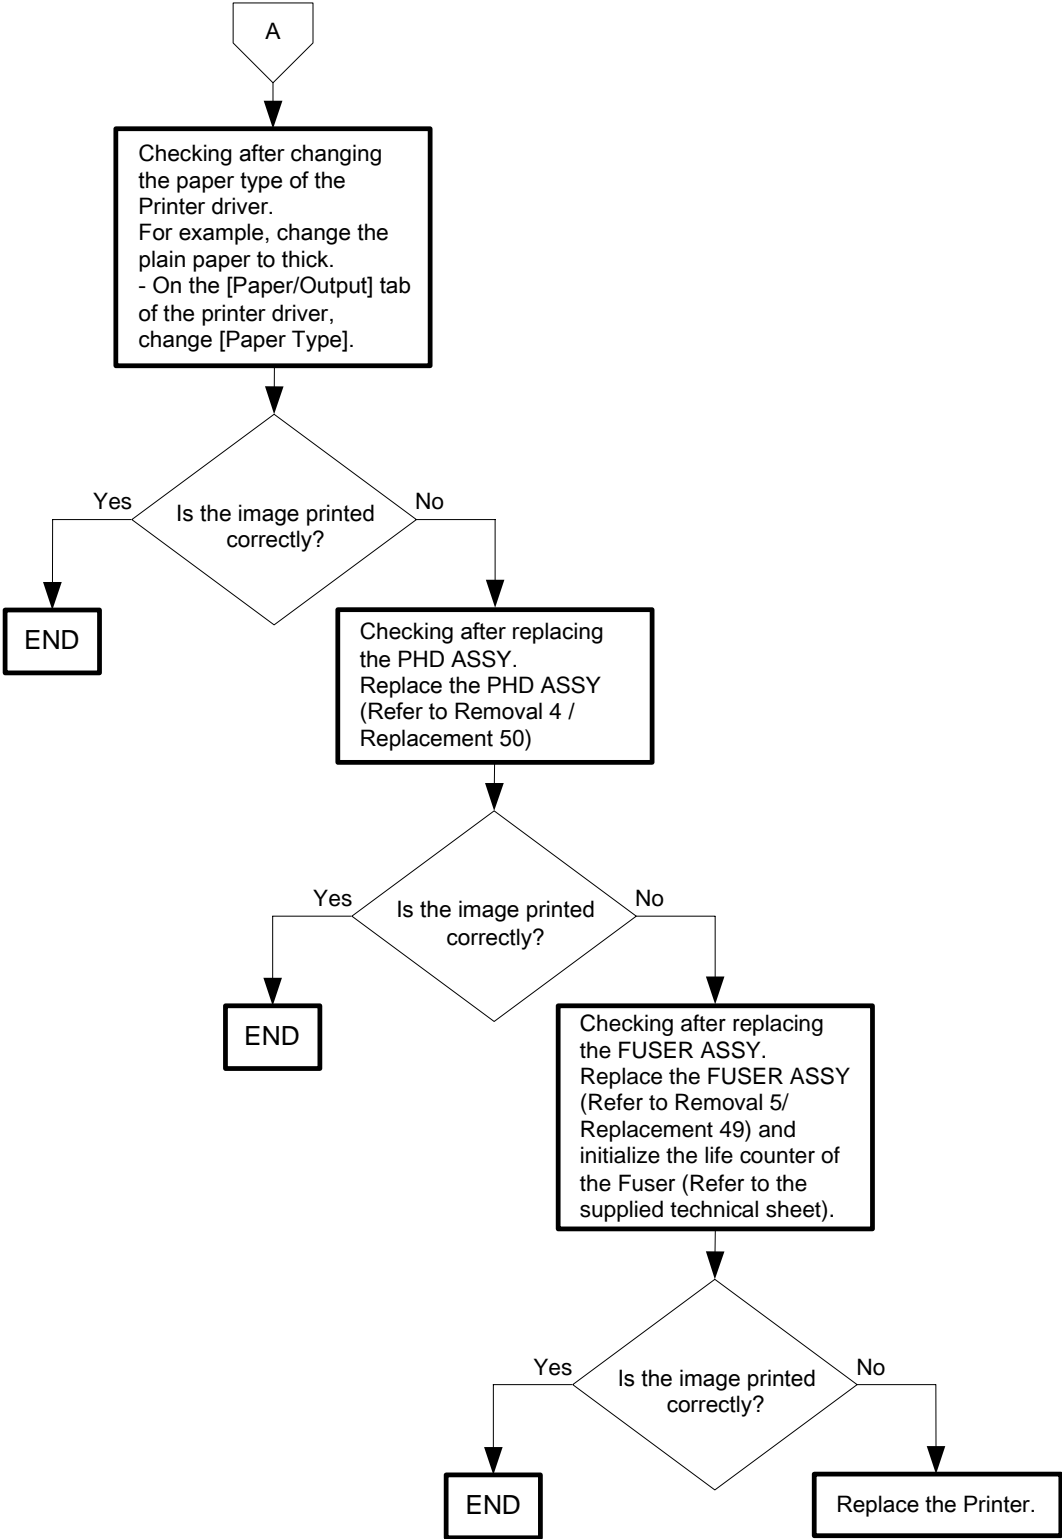 A
Checking after changing
the paper type of the
Printer driver.
For example, change the
plain paper to thick.
- On the [Paper/Output] tab
of the printer driver,
change [Paper Type].
Yes
No
Is the image printed
correctly?
END
Checking after replacing
the PHD ASSY.
Replace the PHD ASSY
(Refer to Removal 4 /
Replacement 50)
Yes
No
Is the image printed
correctly?
END
Checking after replacing
the FUSER ASSY.
Replace the FUSER ASSY
(Refer to Removal 5/
Replacement 49) and
initialize the life counter of
the Fuser (Refer to the
supplied technical sheet).
Yes
No
Is the image printed
correctly?
END
Replace the Printer.